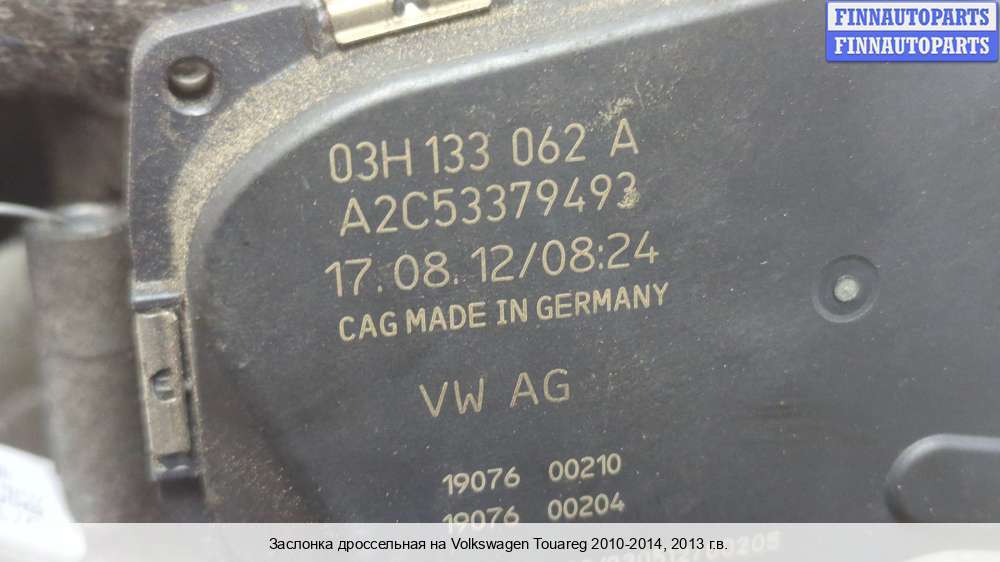 FINNAUTOPARTS
FINNAUTOPARTS
03H 133 062 A
A2C53379493
17.08.12/08:24
CAG MADE IN GERMANY
VW AG
19076 00210
19076 00204
Заслонка дроссельная на Volkswagen Touareg 2010-2014, 2013 г.в.